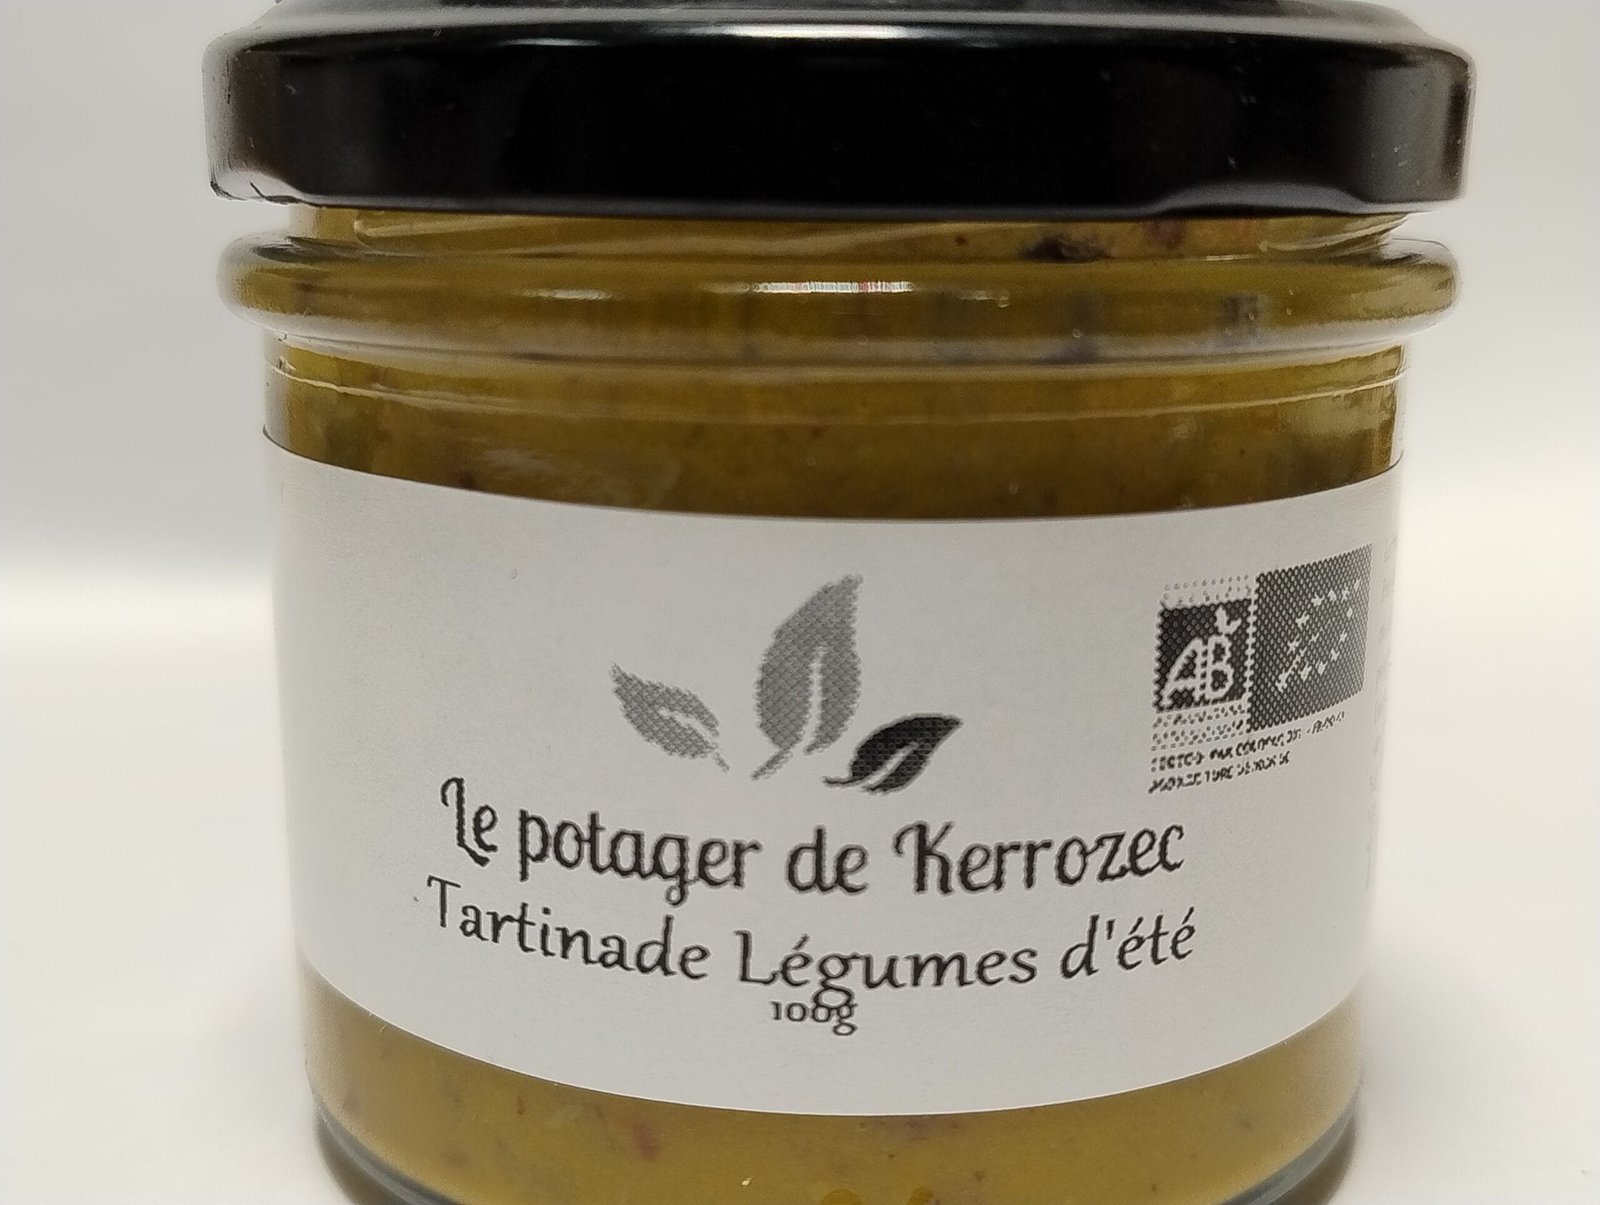 AB
Le potager de Kerrozec
Tartinade Légumes d'été
100g